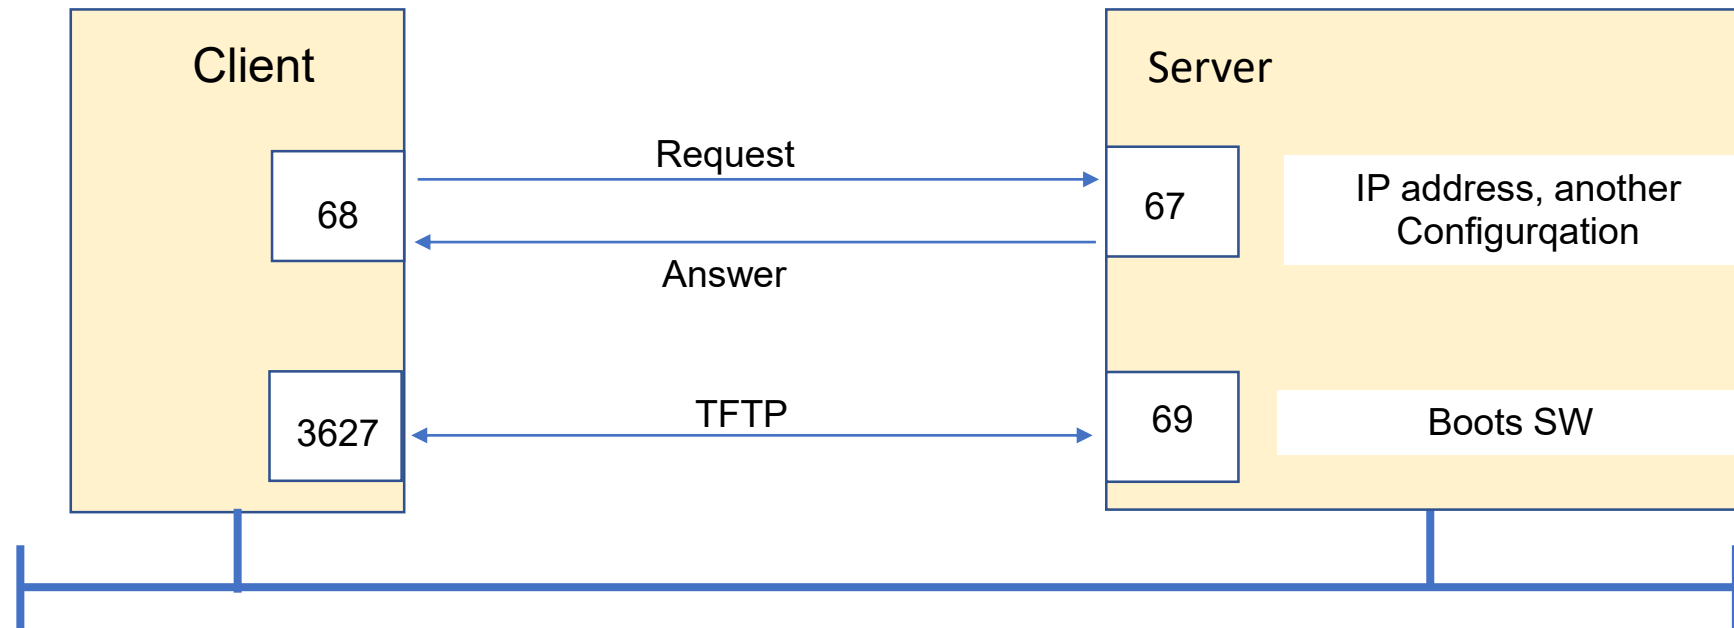 Client
Server
Request
68
67
IP address, another
Configurqation
Answer
3627
TFTP
69
Boots SW